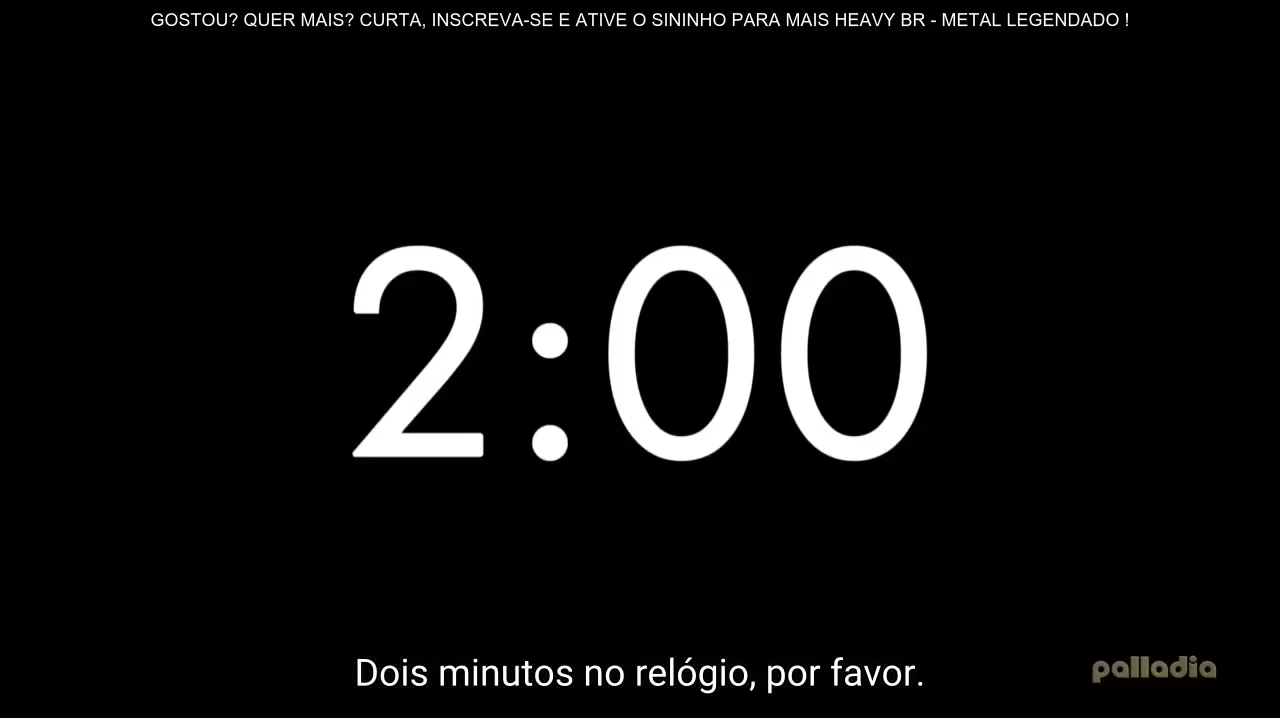 GOSTOU? QUER MAIS? CURTA, INSCREVA-SE E ATIVE O SININHO PARA MAIS HEAVY BR - METAL LEGENDADO !
2:00
Dois minutos no relógio, por favor.
palladia